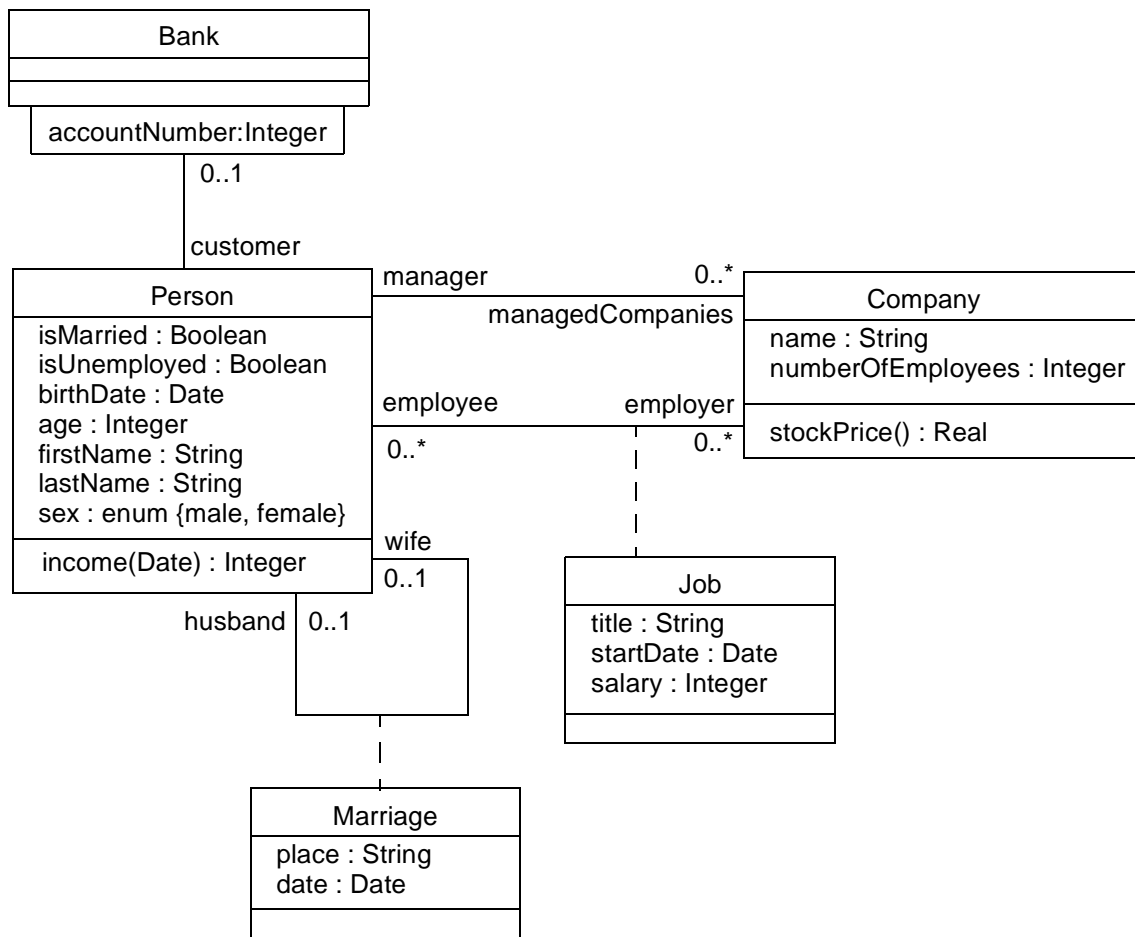 Bank
accountNumber:Integer
0..1
customer
Person
isMarried : Boolean
isUnemployed : Boolean
birthDate : Date
age : Integer
firstName : String
lastName : String
sex : enum {male, female}
income(Date) : Integer
manager
0..*
managedCompanies
Company
name : String
numberOfEmployees : Integer
stockPrice() : Real
employee
employer
0..*
0..*
wife
0..1
husband
0..1
Job
title : String
startDate : Date
salary : Integer
Marriage
place : String
date : Date